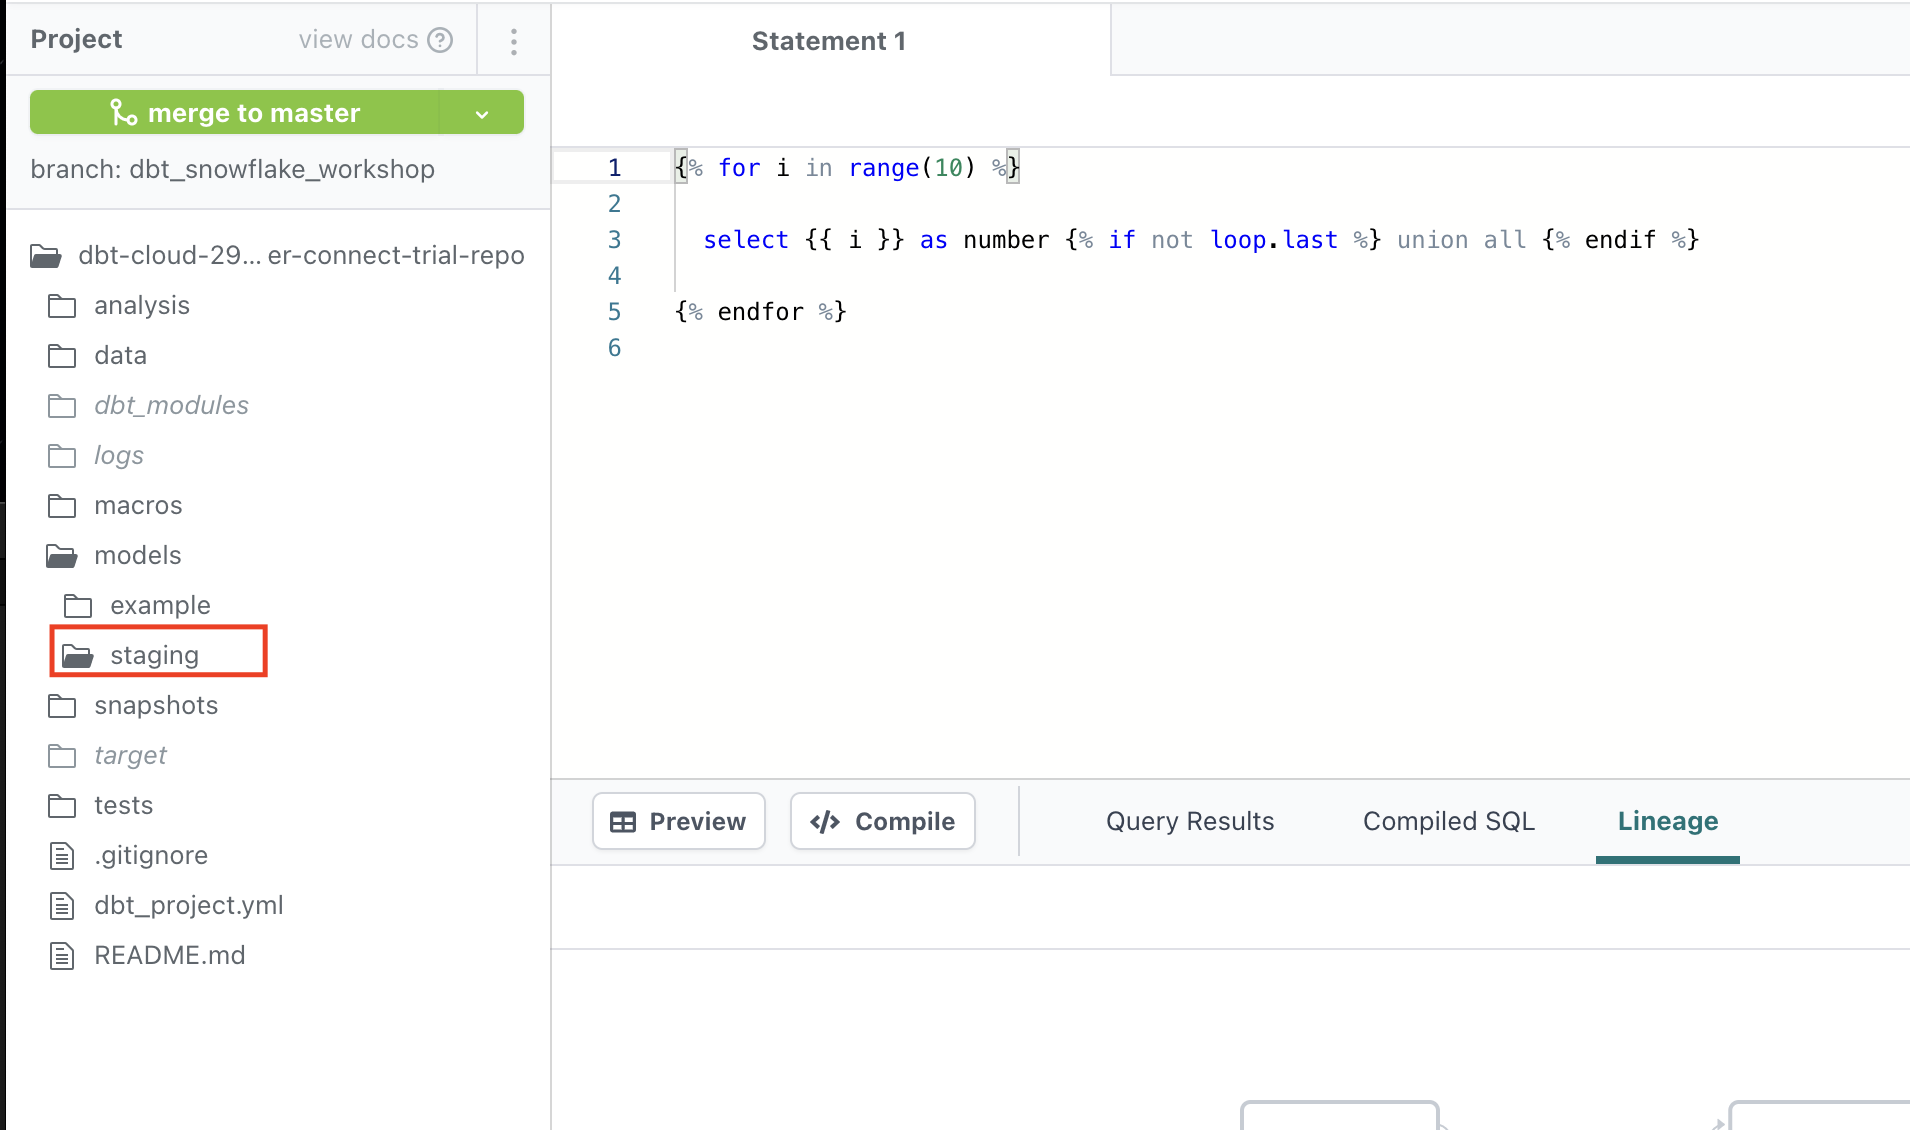 Project
view docs
merge to master
branch: dbt_snowflake_workshop
dbt-cloud-29... er-connect-trial-repo
analysis
data
dbt_modules
logs
macros
models
example
staging
snapshots
target
tests
.gitignore
dbt_project.yml
README.md
Statement 1
1 {% for i in range(10) %}
2
3 select {{ i }} as number {% if not loop.last %} union all {% endif %}
4
5 {% endfor %}
6
Preview
Compile
Query Results
Compiled SQL
Lineage